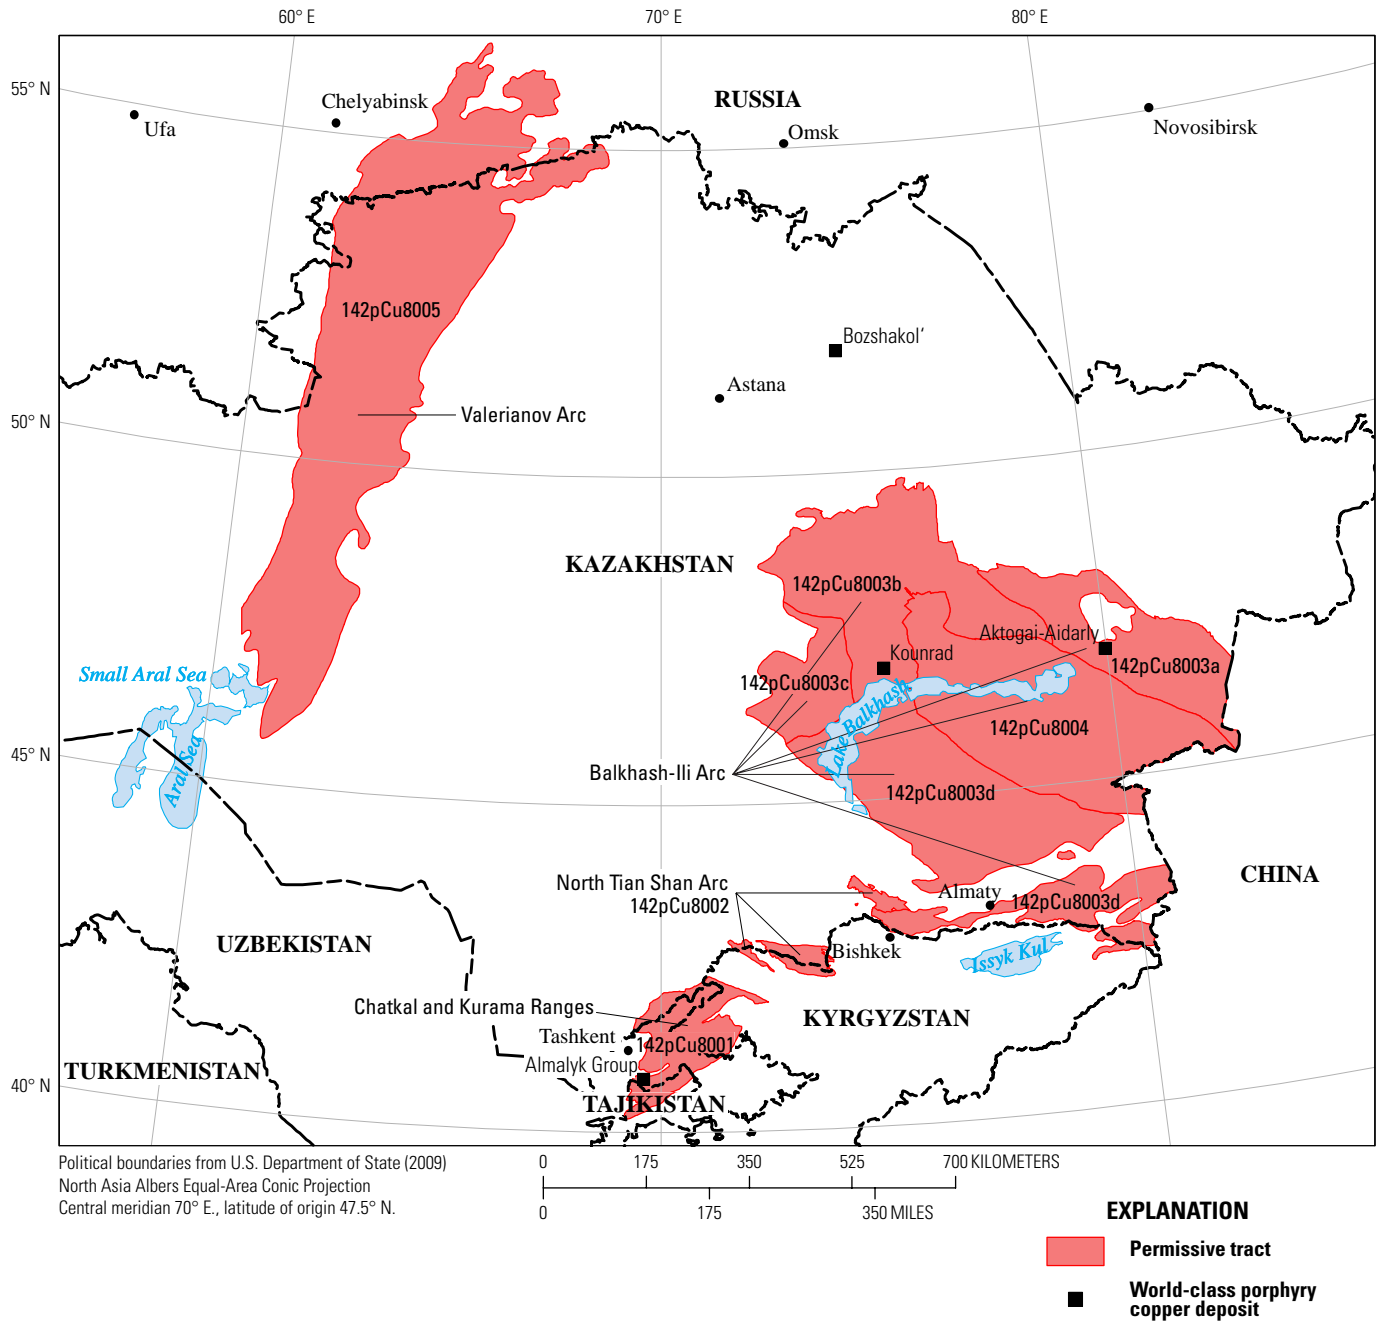 60° E
70° E
80° E
55° N
50° N
45° N
40° N
RUSSIA
Chelyabinsk
Ufa
Omsk
Novosibirsk
142pCu8005
Bozshakol′
Astana
Valerianov Arc
KAZAKHSTAN
142pCu8003b
Aktogai-Aidarly
Kounrad
142pCu8003a
Small Aral Sea
142pCu8003c
Lake Balkhash
142pCu8004
Aral Sea
Balkhash-Ili Arc
142pCu8003d
CHINA
North Tian Shan Arc
142pCu8002
Almaty
142pCu8003d
UZBEKISTAN
Bishkek
Issyk Kul
Chatkal and Kurama Ranges
KYRGYZSTAN
Tashkent
142pCu8001
Almalyk Group
TURKMENISTAN
TAJIKISTAN
Political boundaries from U.S. Department of State (2009)
North Asia Albers Equal-Area Conic Projection
Central meridian 70° E., latitude of origin 47.5° N.
0 175 350 525 700 KILOMETERS
0 175 350 MILES
EXPLANATION
Permissive tract
World-class porphyry
copper deposit